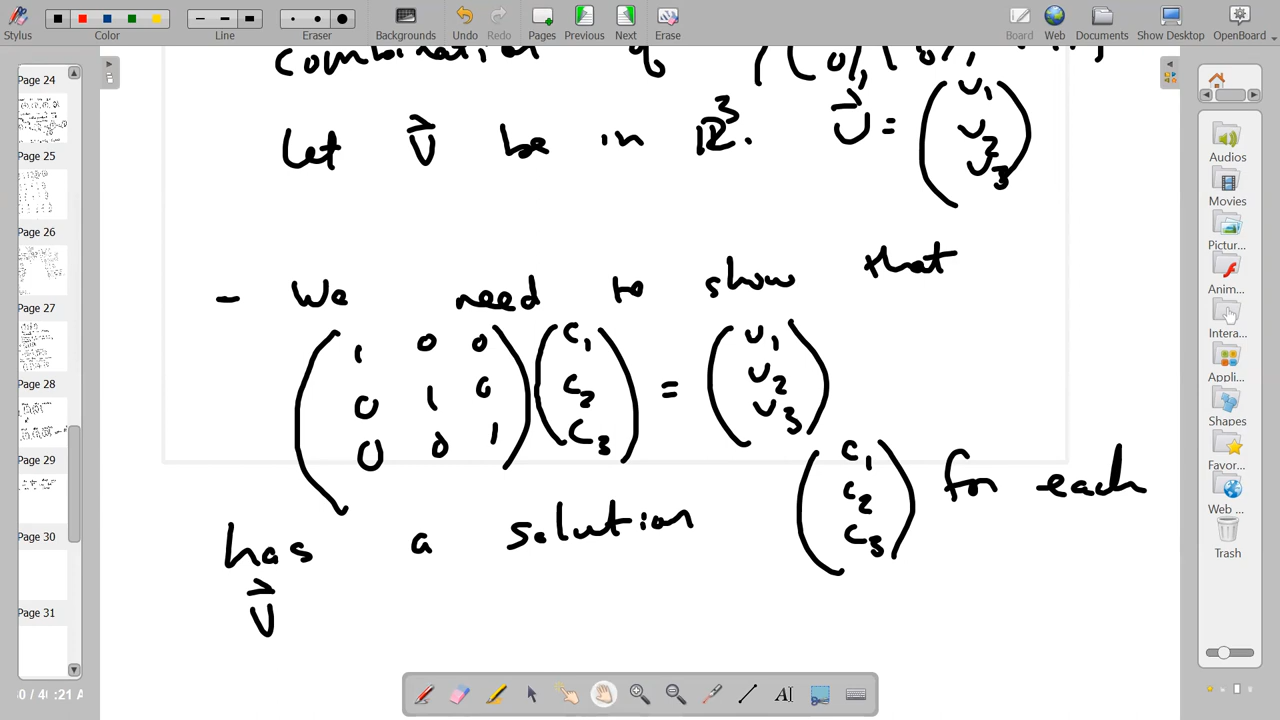 Stylus
Color
Line
Eraser
Backgrounds
Undo
Redo
Pages
Previous
Next
Erase
Board
Web
Documents
Show Desktop
OpenBoard
Page 24
Page 25
Page 26
Page 27
Page 28
Page 29
Page 30
Page 31
combination of
Let v⃗ be in ℝ³. v⃗ = (v₁
v₂
v₃)
- We need to show that
(1 0 0
0 1 0
0 0 1) (c₁
c₂
c₃) = (v₁
v₂
v₃)
has a solution (c₁
c₂
c₃) for each
v⃗
Audios
Movies
Pictur...
Anim...
Intera...
Appli...
Shapes
Favor...
Web ...
Trash